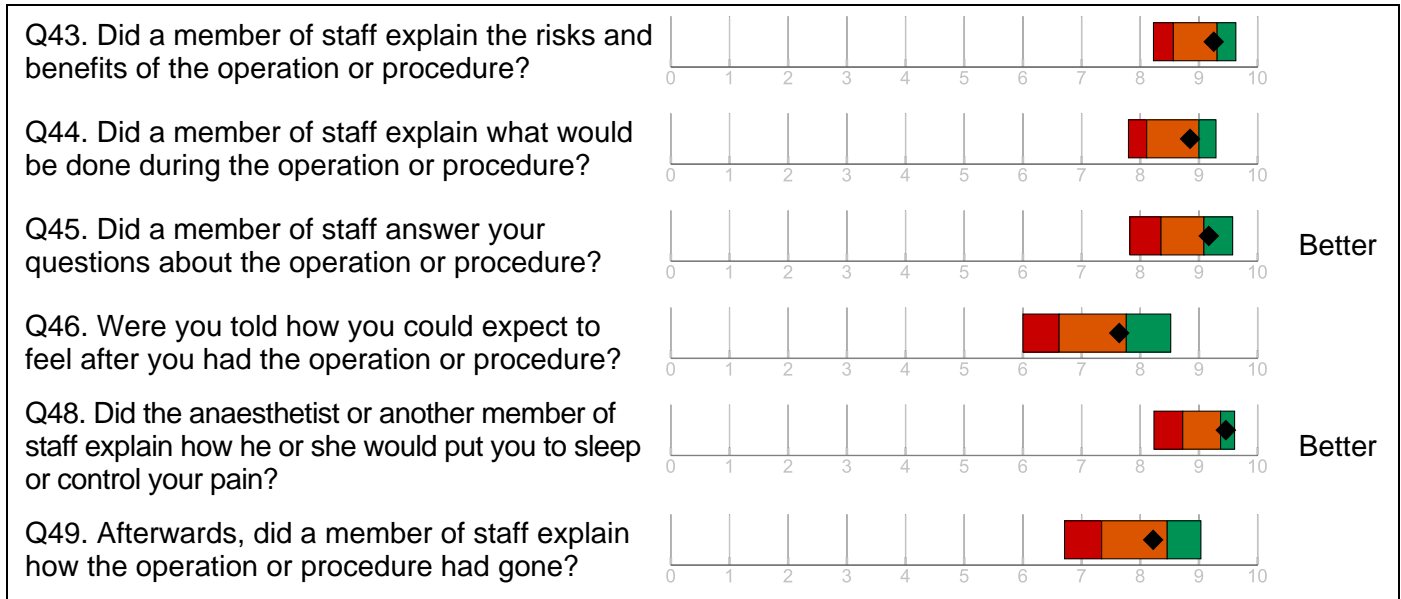 Q43. Did a member of staff explain the risks and
benefits of the operation or procedure?
0 1 2 3 4 5 6 7 8 9 10
Q44. Did a member of staff explain what would
be done during the operation or procedure?
0 1 2 3 4 5 6 7 8 9 10
Q45. Did a member of staff answer your
questions about the operation or procedure?
Better
0 1 2 3 4 5 6 7 8 9 10
Q46. Were you told how you could expect to
feel after you had the operation or procedure?
0 1 2 3 4 5 6 7 8 9 10
Q48. Did the anaesthetist or another member of
staff explain how he or she would put you to sleep
or control your pain?
Better
0 1 2 3 4 5 6 7 8 9 10
Q49. Afterwards, did a member of staff explain
how the operation or procedure had gone?
0 1 2 3 4 5 6 7 8 9 10